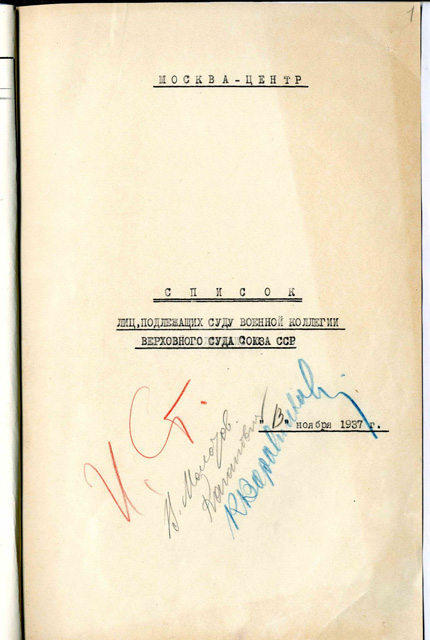 1
МОСКВА-ЦЕНТР
СПИСОК
ЛИЦ, ПОДЛЕЖАЩИХ СУДУ ВОЕННОЙ КОЛЛЕГИИ
ВЕРХОВНОГО СУДА СОЮЗА ССР
"13" ноября 1937 г.
И. Ст.
В. Молотов
Каганович
К Ворошилов